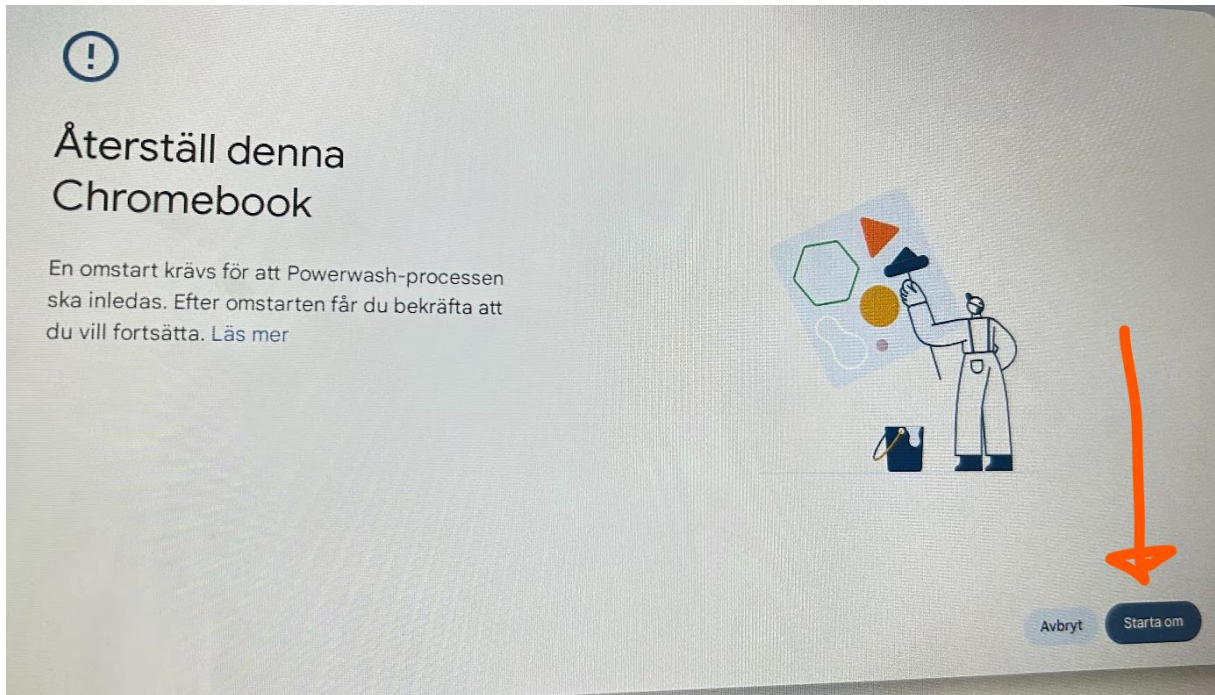 Återställ denna
Chromebook
En omstart krävs för att Powerwash-processen
ska inledas. Efter omstarten får du bekräfta att
du vill fortsätta. Läs mer
Avbryt
Starta om